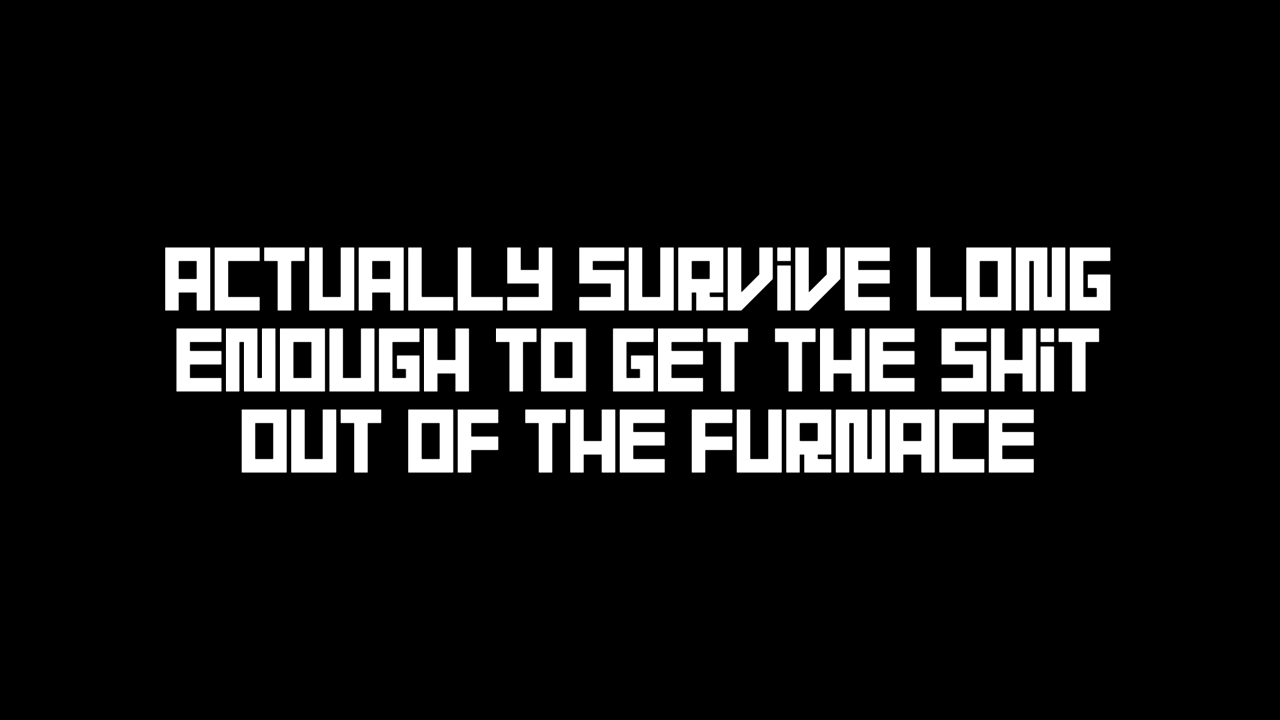 ACTUALLY SURViVE LONG
ENOUGH TO GET THE SHiT
OUT OF THE FURNACE